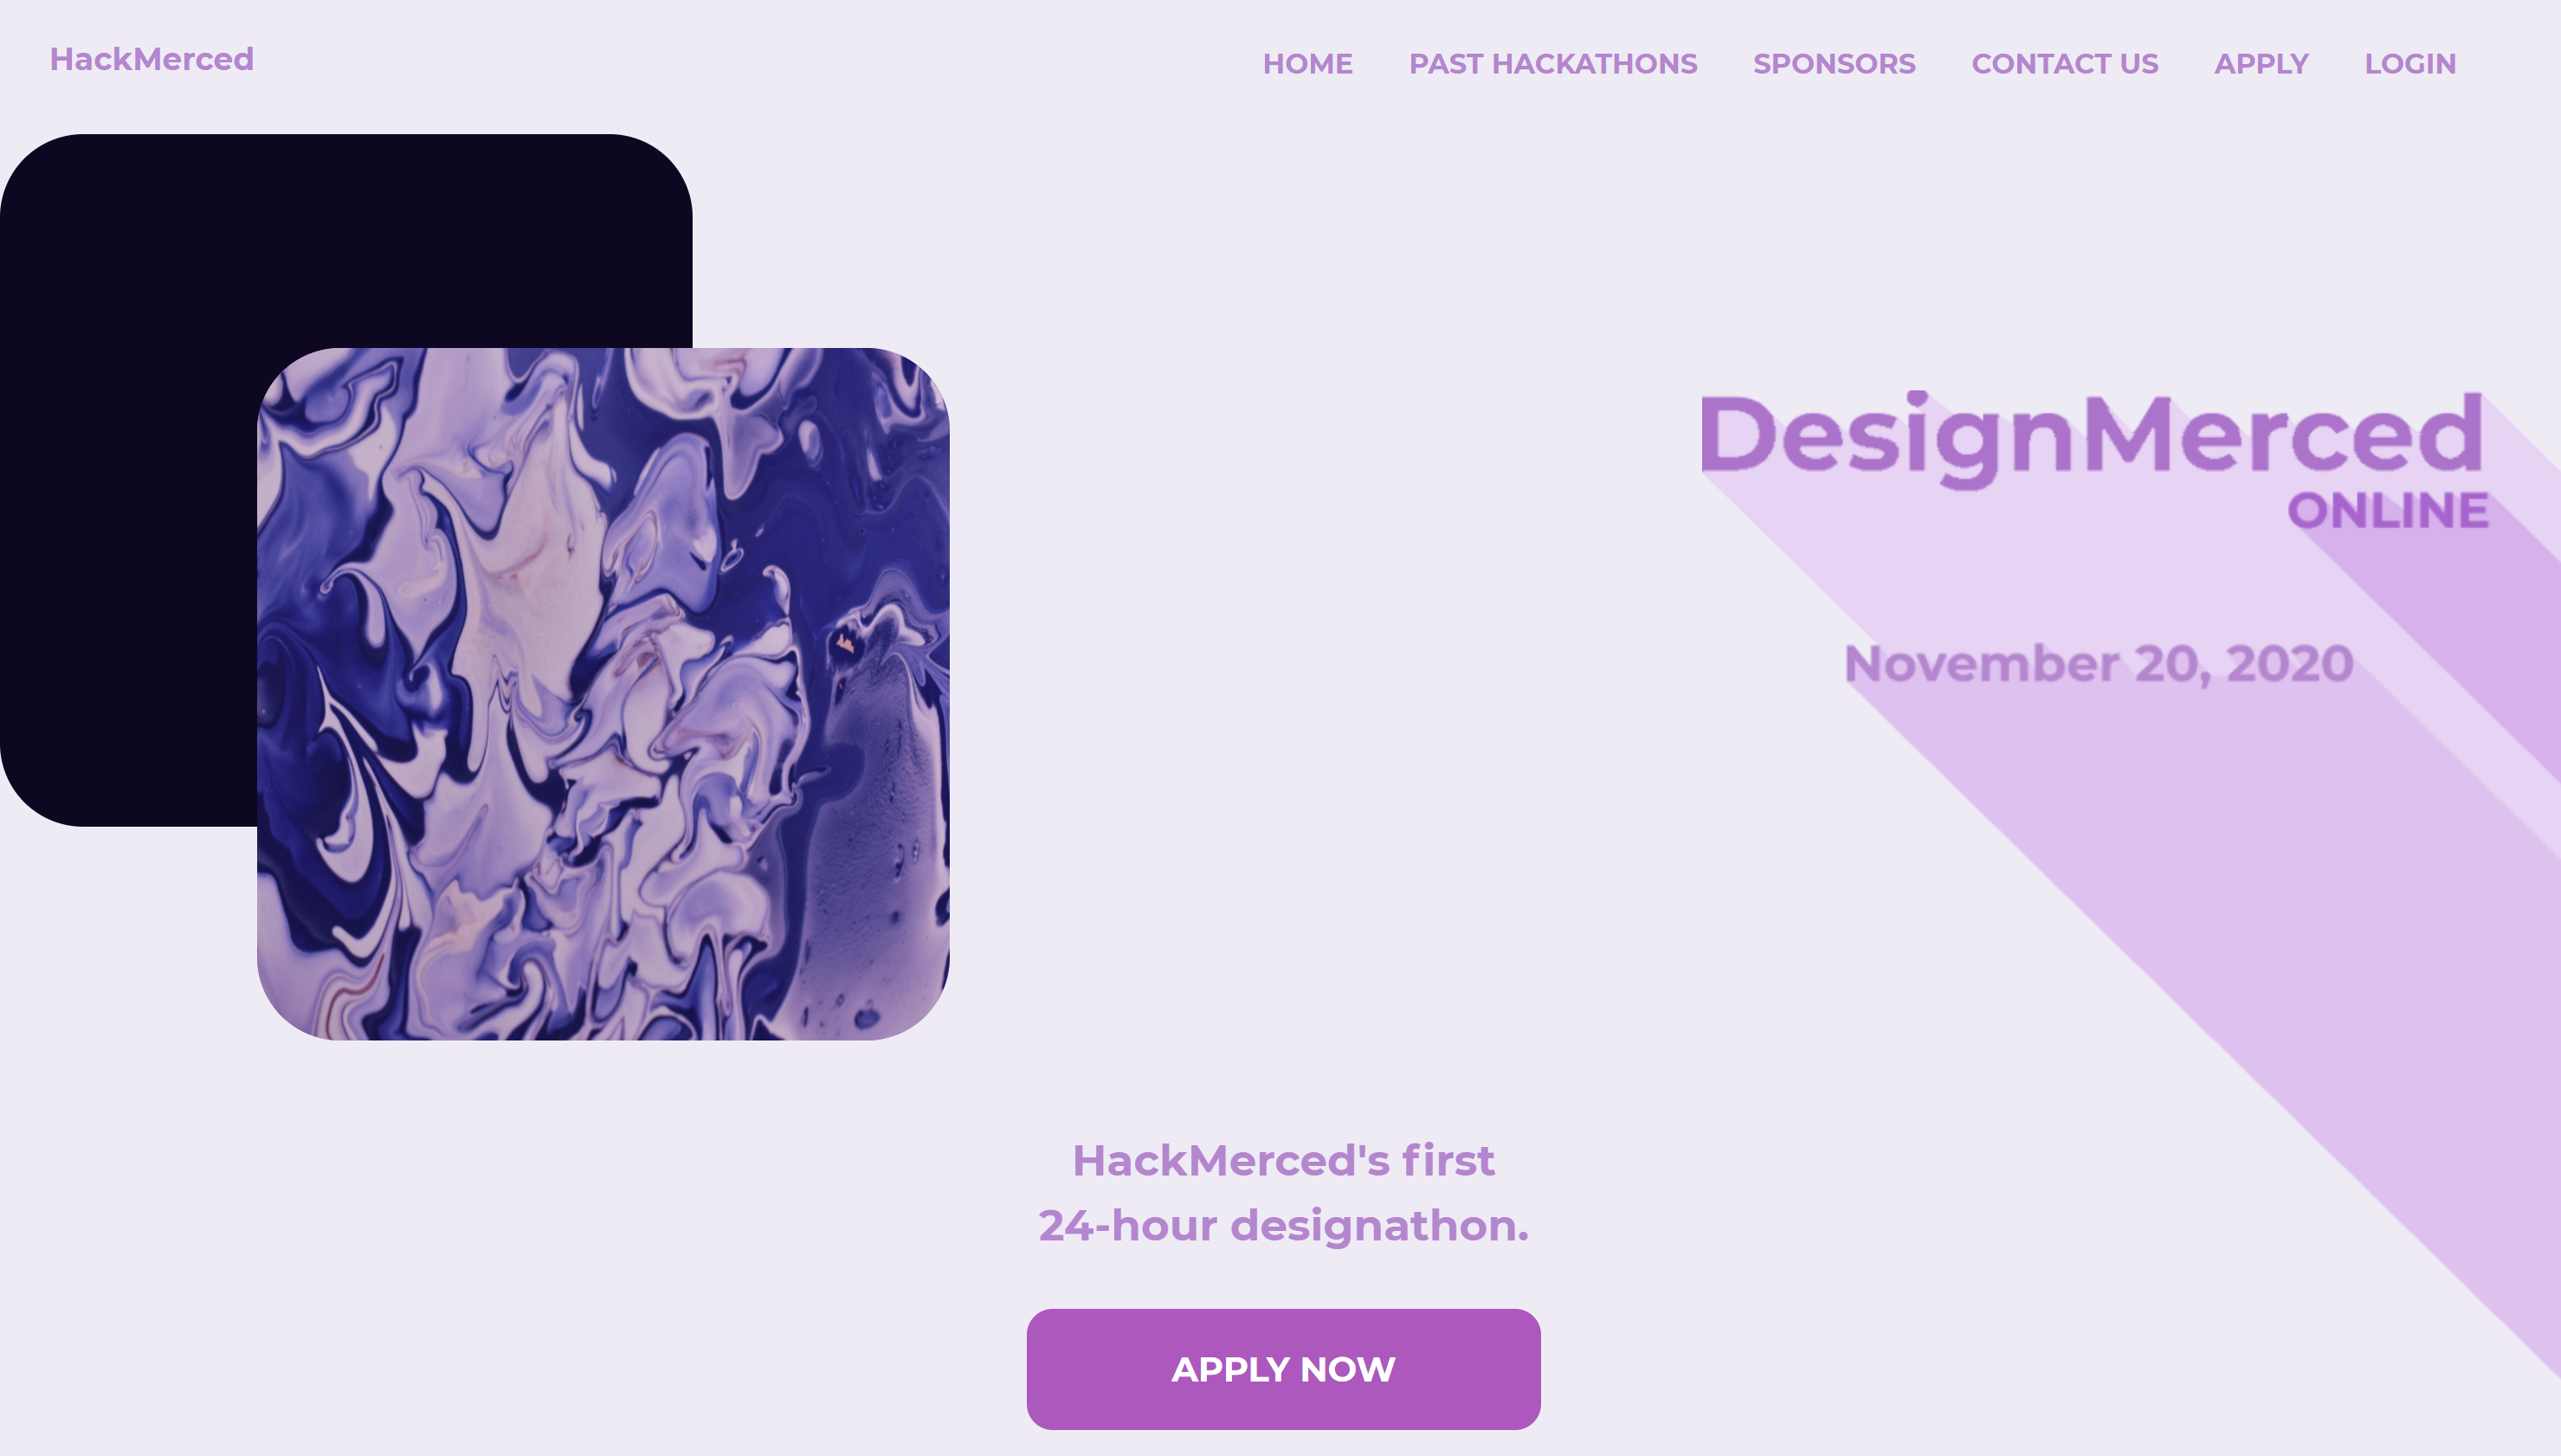 HackMerced
HOME PAST HACKATHONS SPONSORS CONTACT US APPLY LOGIN
DesignMerced
ONLINE
November 20, 2020
HackMerced's first
24-hour designathon.
APPLY NOW